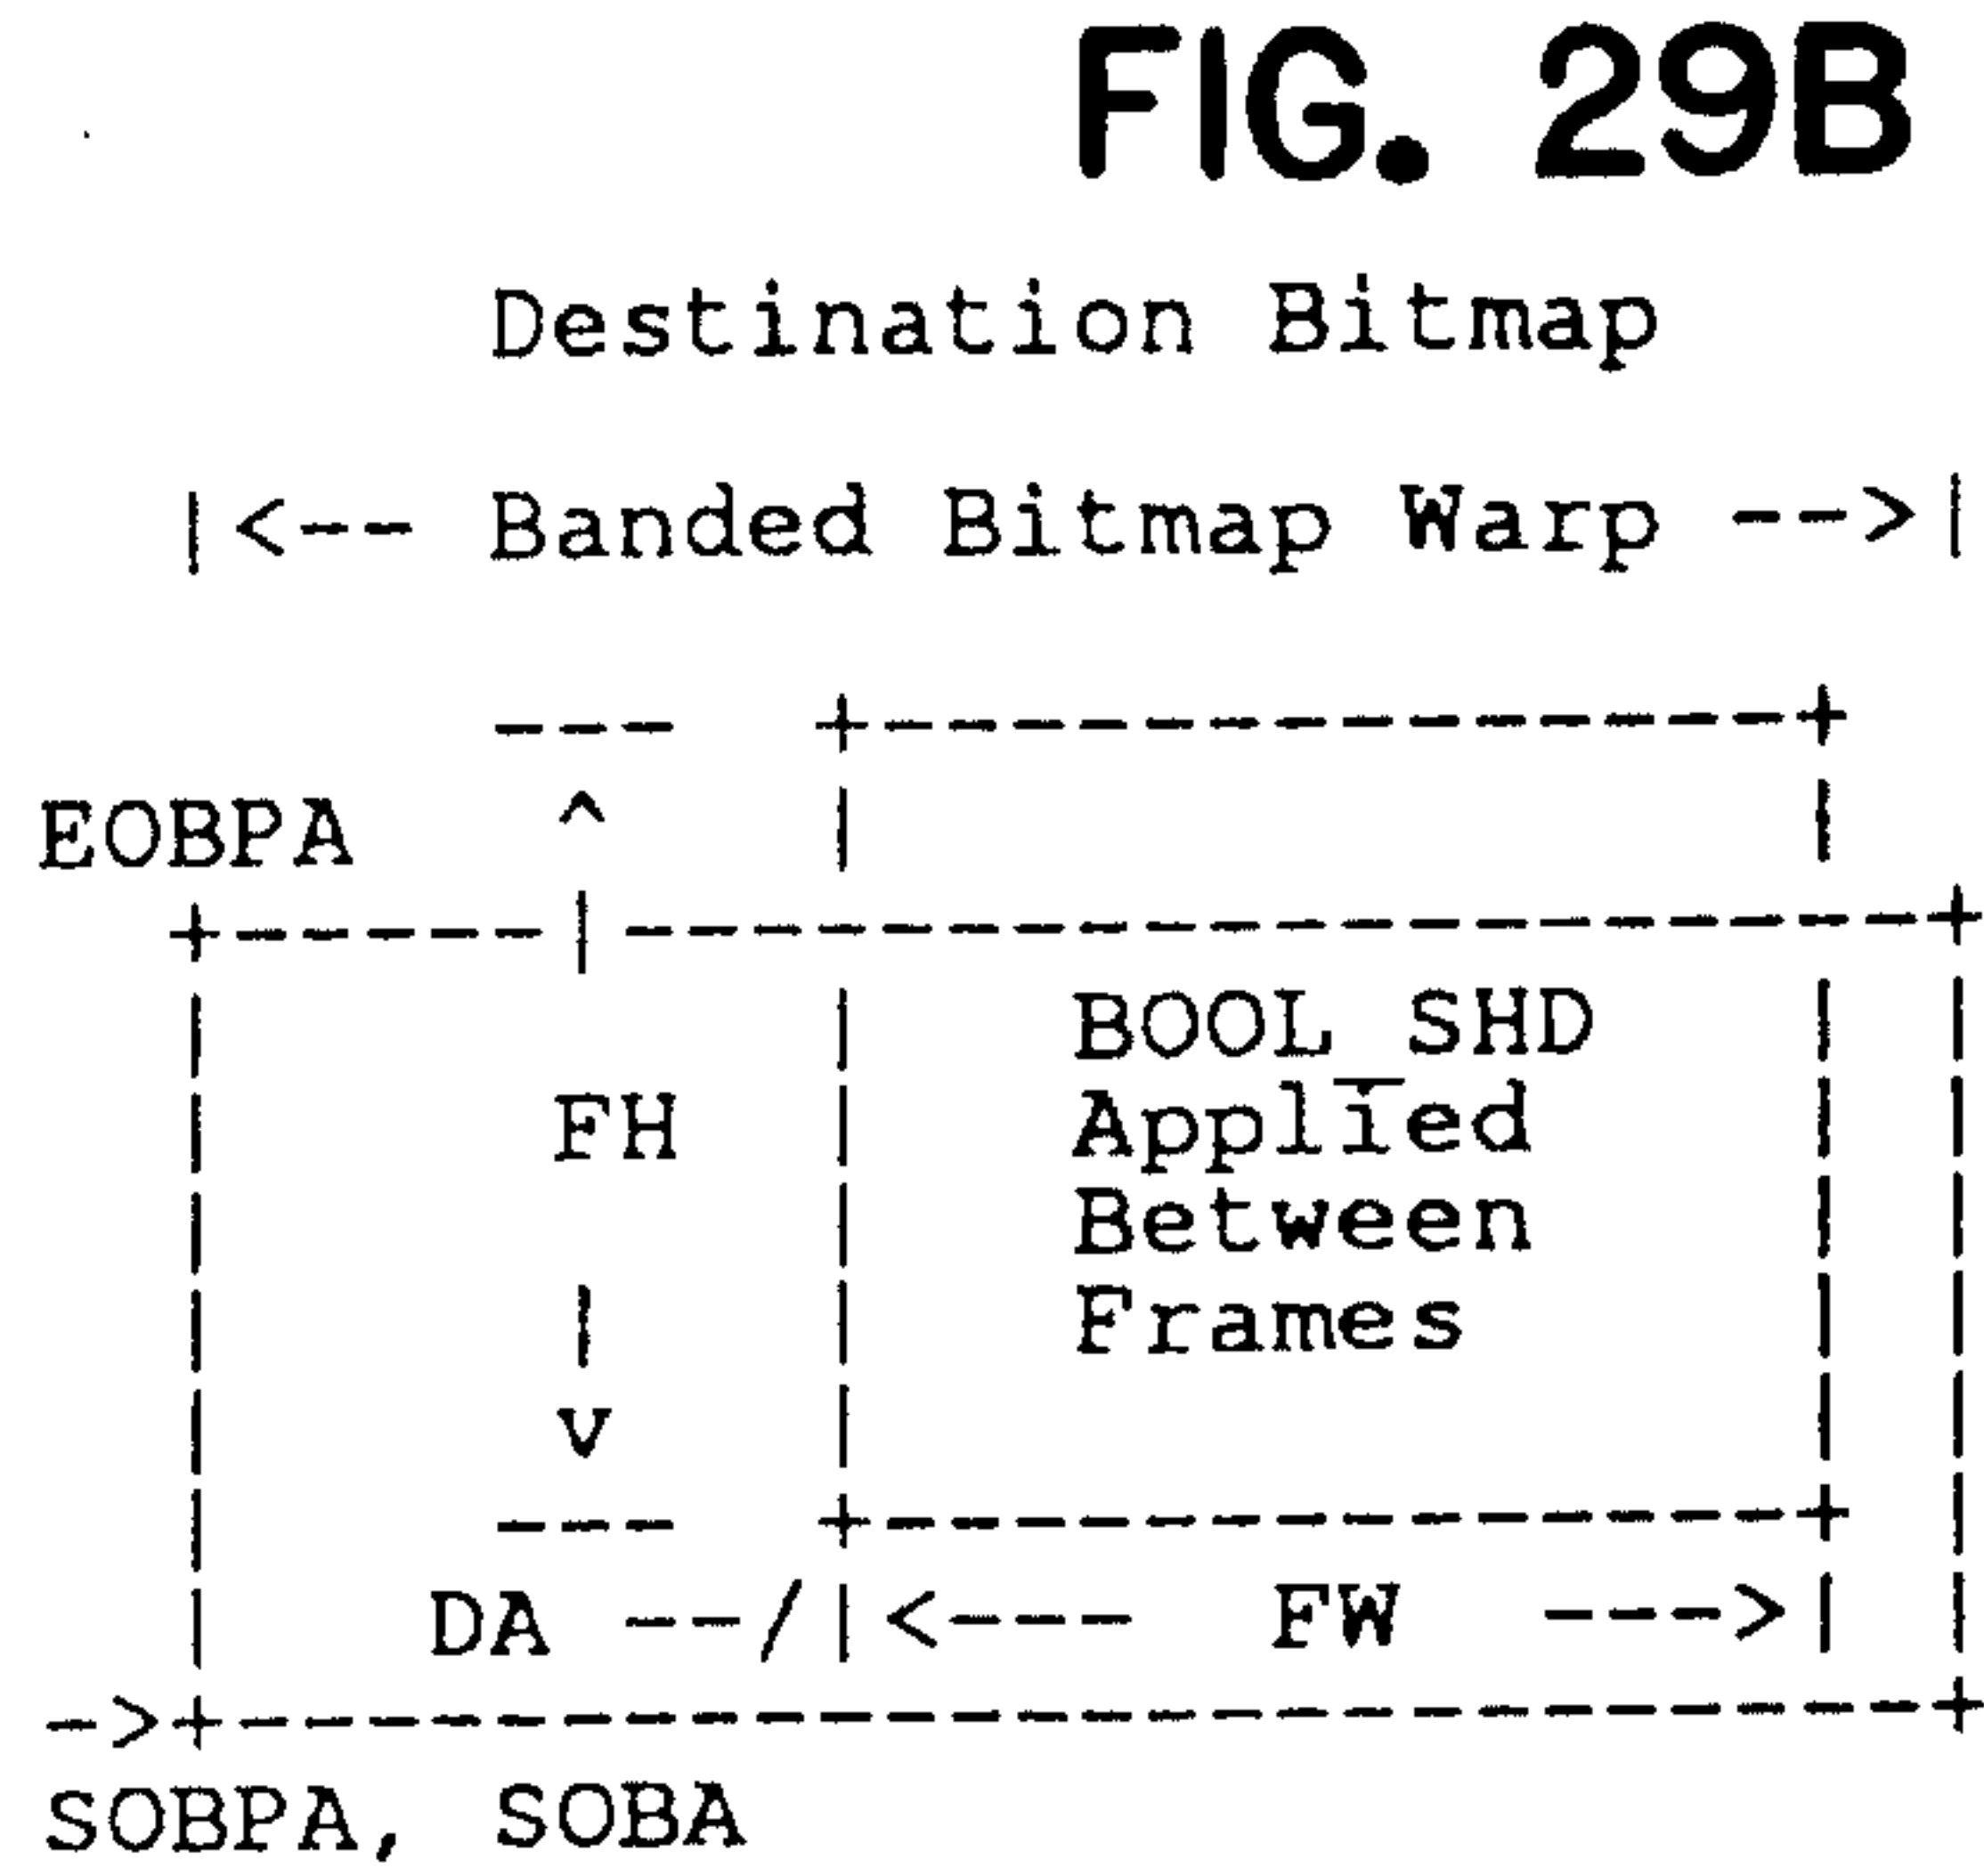 FIG. 29B
Destination Bitmap
|<-- Banded Bitmap Warp -->|
--- +---------------+
EOBPA ^ | |
+-----|---------------------+
| | BOOL_SHD | |
| FH | Applied | |
| | Between | |
| | | Frames | |
| v | | |
| --- +---------------+ |
| DA --/|<--- FW --->| |
->+--------------------------+
SOBPA, SOBA